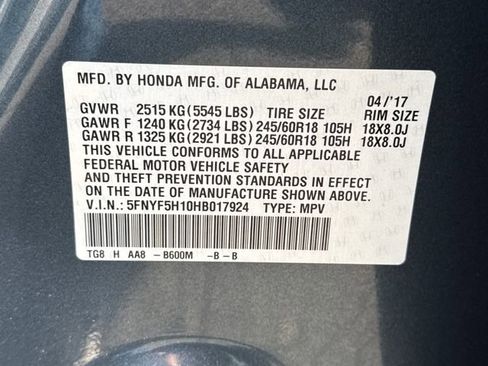 MFD. BY HONDA MFG. OF ALABAMA, LLC
04/'17
GVWR 2515 KG(5545 LBS) TIRE SIZE RIM SIZE
GAWR F 1240 KG(2734 LBS) 245/60R18 105H 18X8.0J
GAWR R 1325 KG(2921 LBS) 245/60R18 105H 18X8.0J
THIS VEHICLE CONFORMS TO ALL APPLICABLE
FEDERAL MOTOR VEHICLE SAFETY
AND THEFT PREVENTION STANDARDS IN EFFECT
ON THE DATE OF MANUFACTURE SHOWN ABOVE.
V.I.N.: 5FNYF5H10HB017924 TYPE: MPV
TG8 H AA8 -B600M -B-B